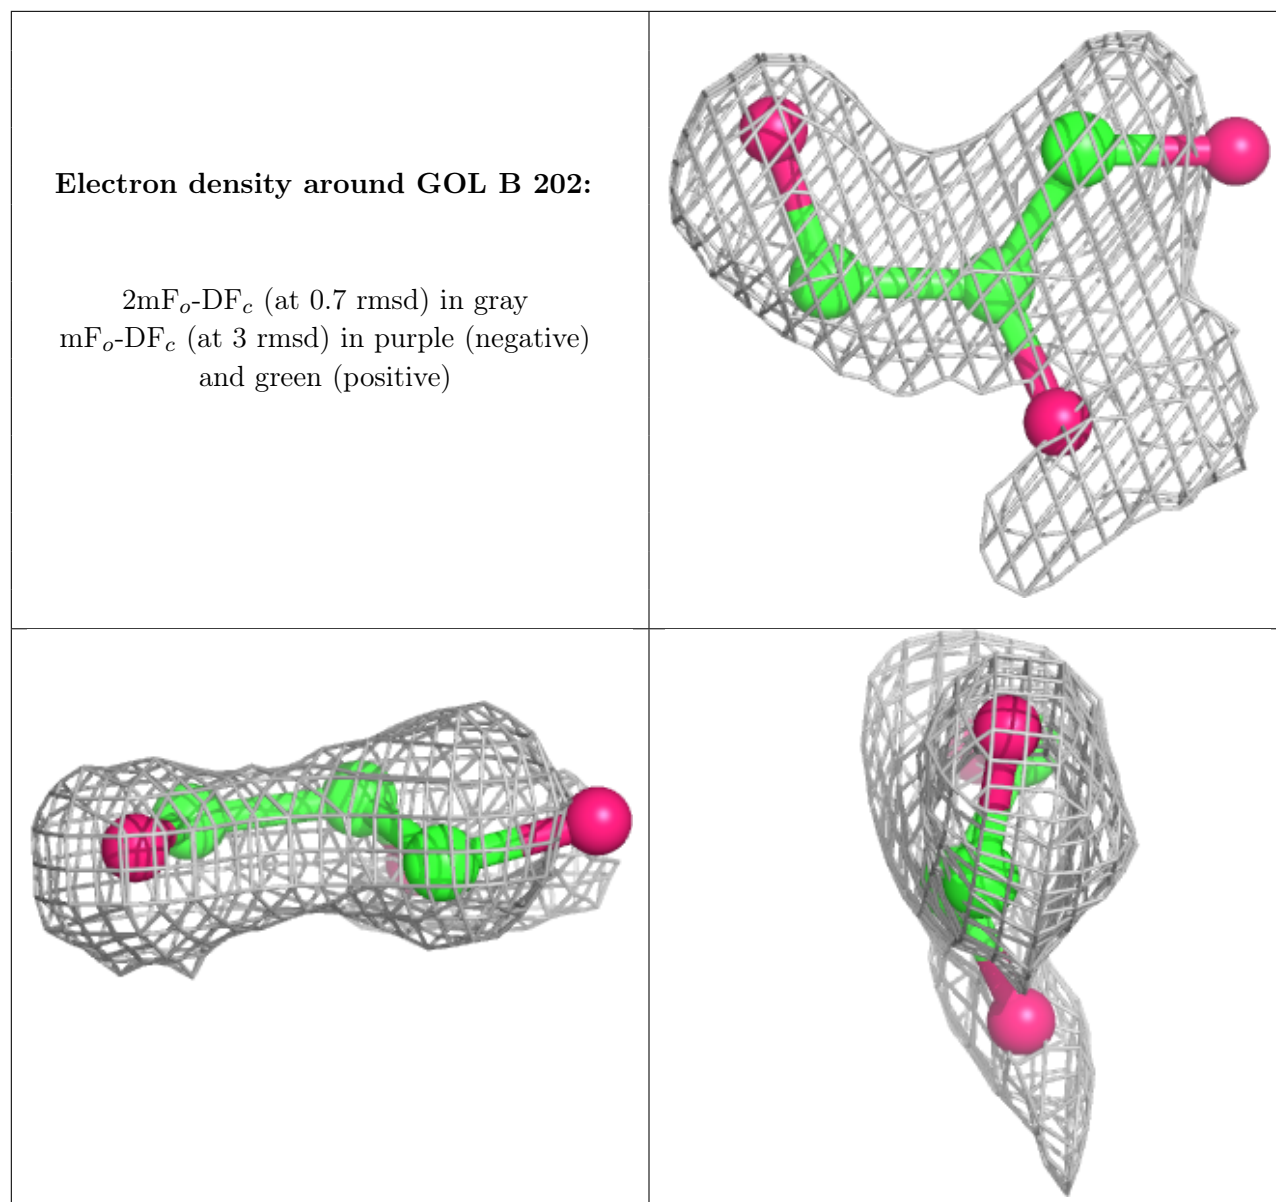 Electron density around GOL B 202:
2mFo-DFc (at 0.7 rmsd) in gray
mFo-DFc (at 3 rmsd) in purple (negative)
and green (positive)